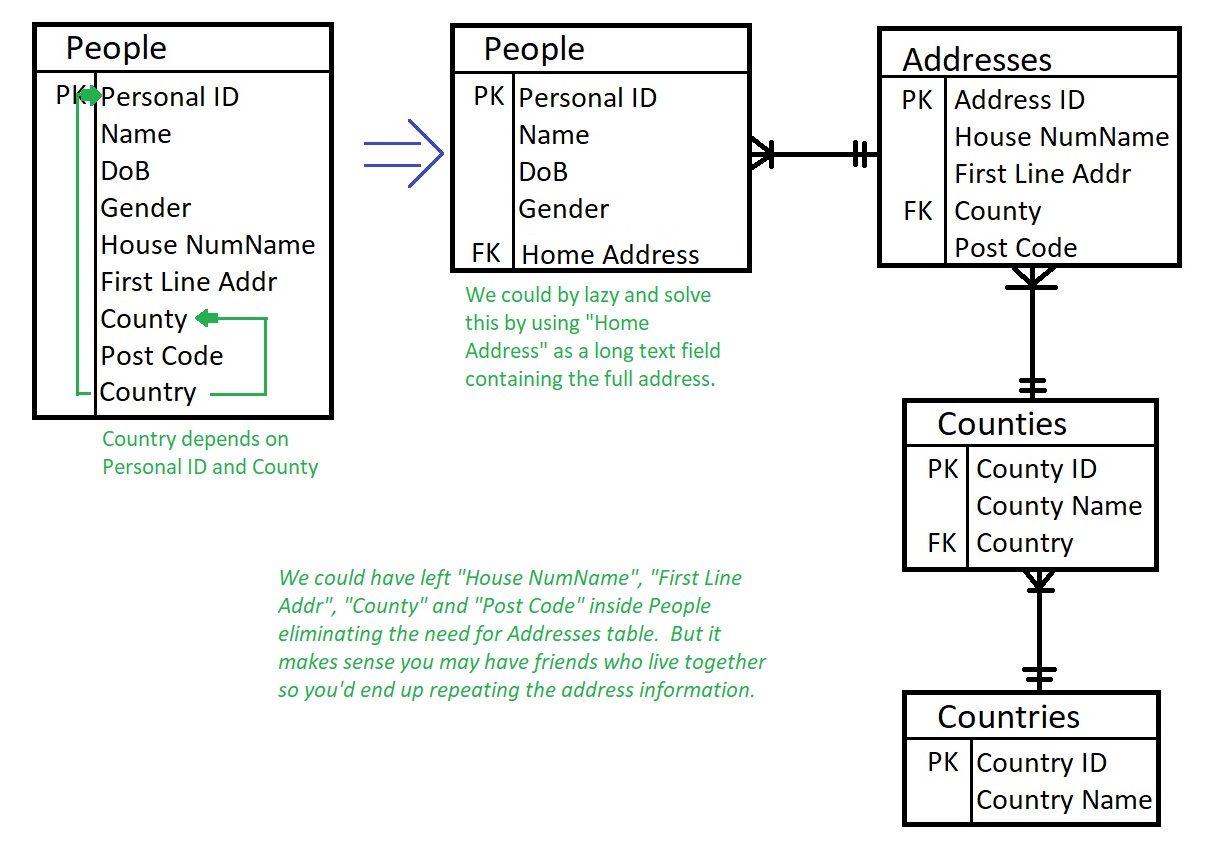 People
PK Personal ID
Name
DoB
Gender
House NumName
First Line Addr
County
Post Code
Country
Country depends on
Personal ID and County
People
PK Personal ID
Name
DoB
Gender
FK Home Address
We could by lazy and solve
this by using "Home
Address" as a long text field
containing the full address.
Addresses
PK Address ID
House NumName
First Line Addr
FK County
Post Code
Counties
PK County ID
County Name
FK Country
Countries
PK Country ID
Country Name
We could have left "House NumName", "First Line
Addr", "County" and "Post Code" inside People
eliminating the need for Addresses table.  But it
makes sense you may have friends who live together
so you'd end up repeating the address information.